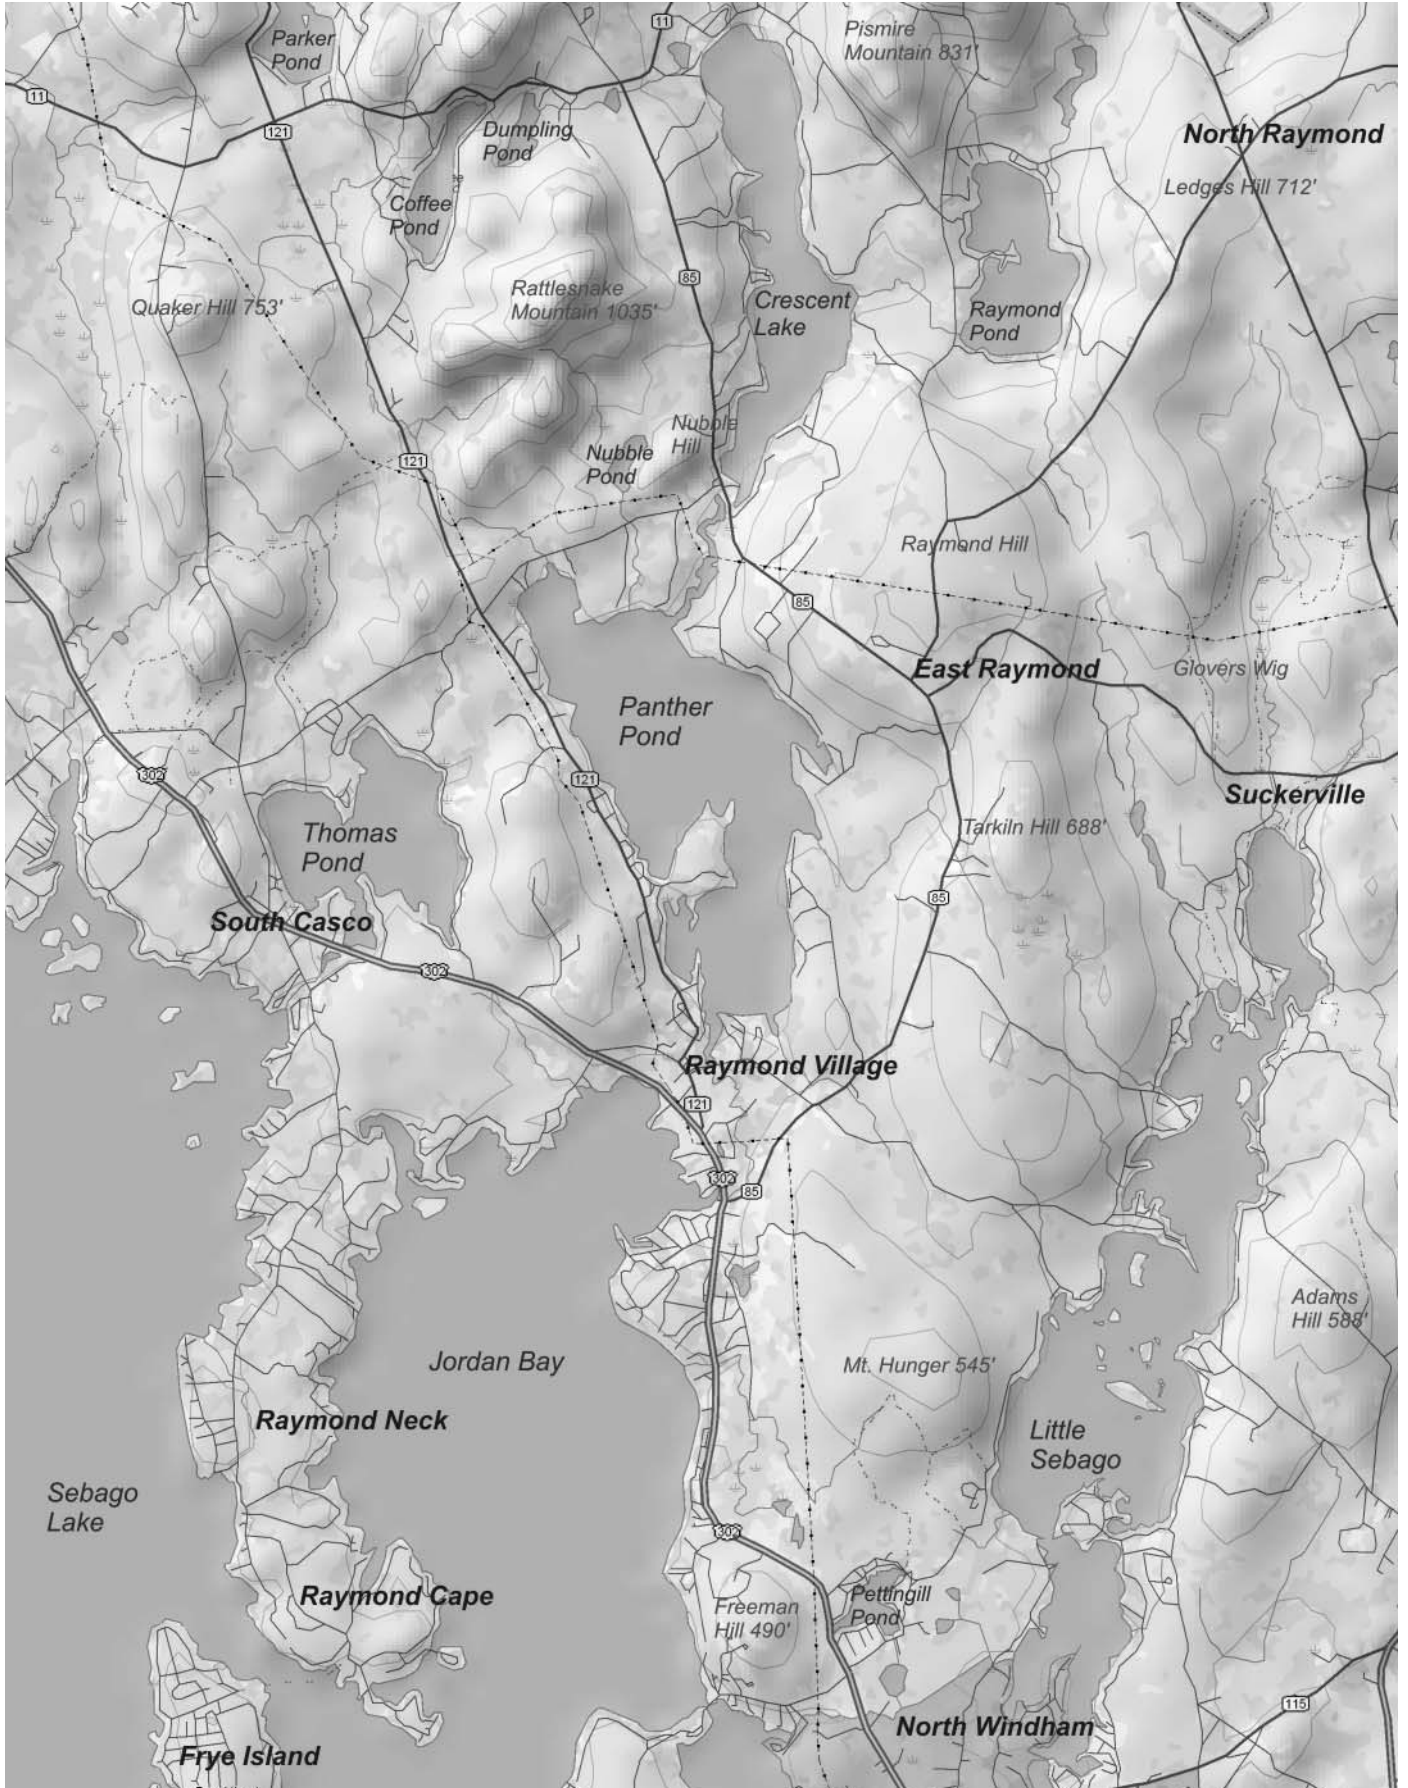 11
Pismire
Mountain 831'
Parker
Pond
11
121
Dumpling
Pond
North Raymond
Ledges Hill 712'
Coffee
Pond
85
Rattlesnake
Mountain 1035'
Quaker Hill 753'
Crescent
Lake
Raymond
Pond
Nubble
Hill
Nubble
Pond
121
Raymond Hill
85
East Raymond
Glovers Wig
Panther
Pond
302
121
Suckerville
Thomas
Pond
Tarkiln Hill 688'
85
South Casco
302
Raymond Village
121
302
85
Adams
Hill 588'
Jordan Bay
Mt. Hunger 545'
Raymond Neck
Little
Sebago
Sebago
Lake
302
Raymond Cape
Pettingill
Pond
Freeman
Hill 490'
115
North Windham
Frye Island